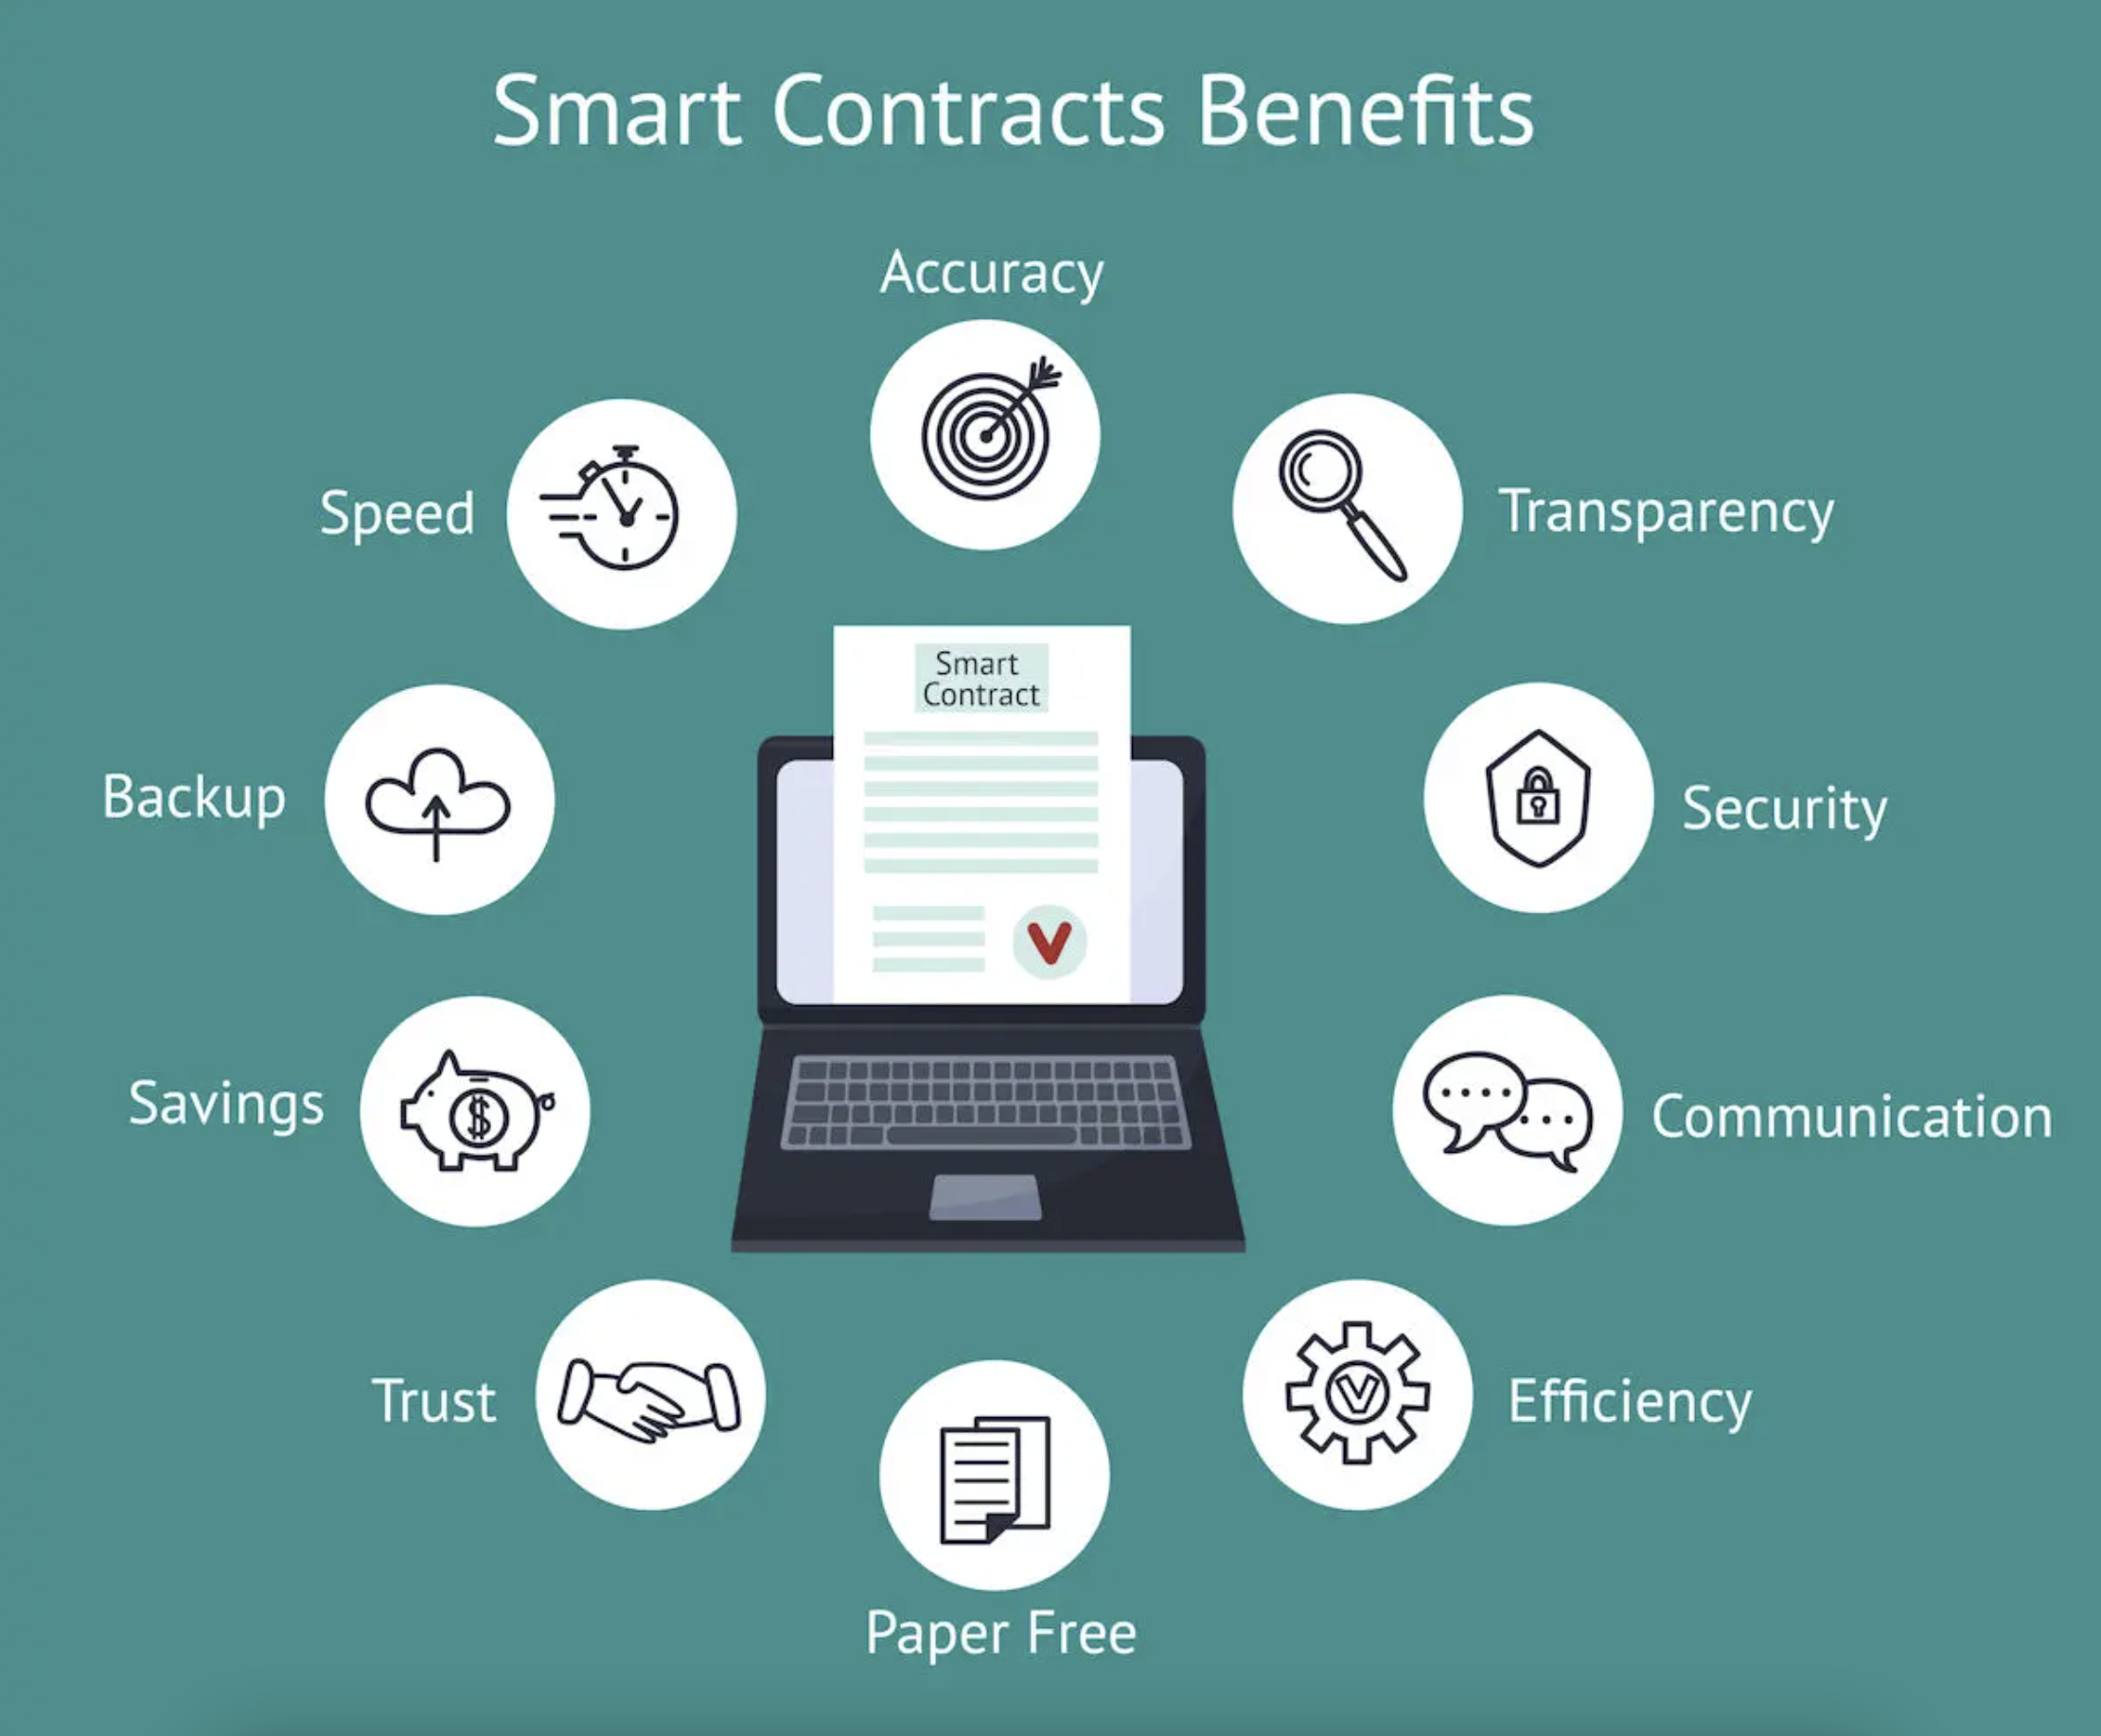 Smart Contracts Benefits
Accuracy
Speed
Transparency
Smart
Contract
Backup
Security
Savings
$
Communication
Trust
Efficiency
Paper Free